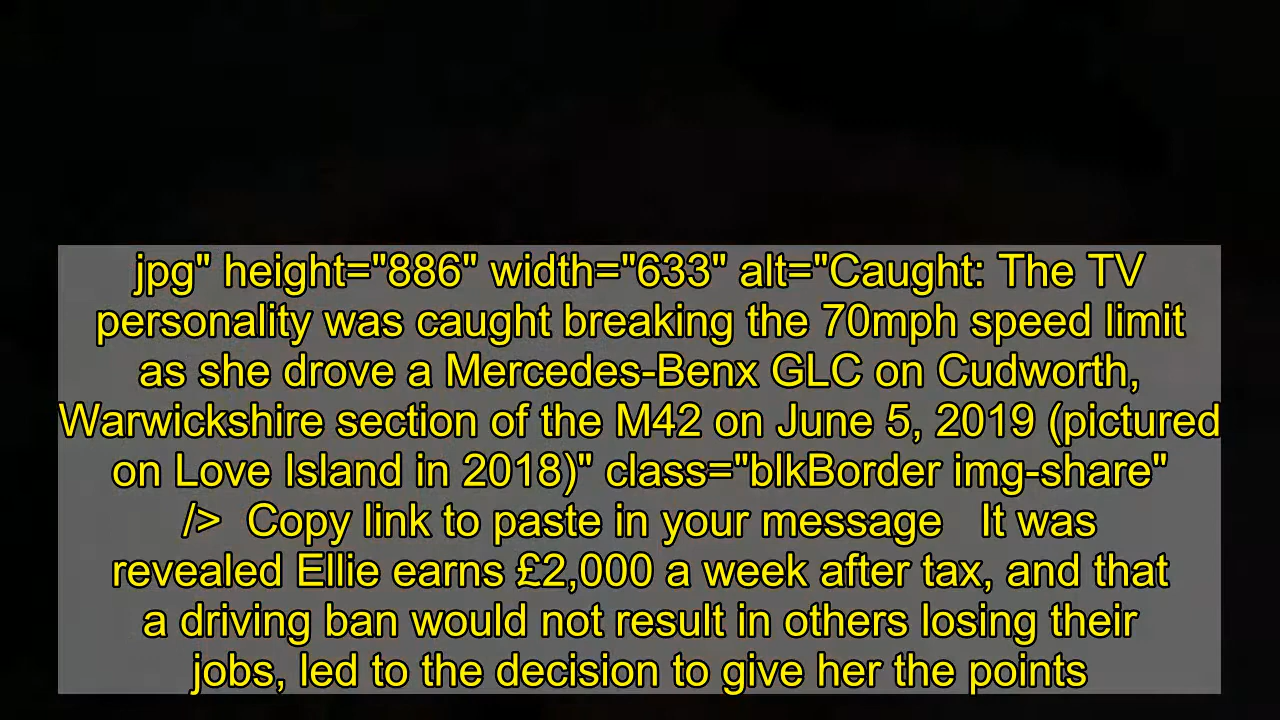 jpg" height="886" width="633" alt="Caught: The TV
personality was caught breaking the 70mph speed limit
as she drove a Mercedes-Benx GLC on Cudworth,
Warwickshire section of the M42 on June 5, 2019 (pictured
on Love Island in 2018)" class="blkBorder img-share"
/>  Copy link to paste in your message   It was
revealed Ellie earns £2,000 a week after tax, and that
a driving ban would not result in others losing their
jobs, led to the decision to give her the points